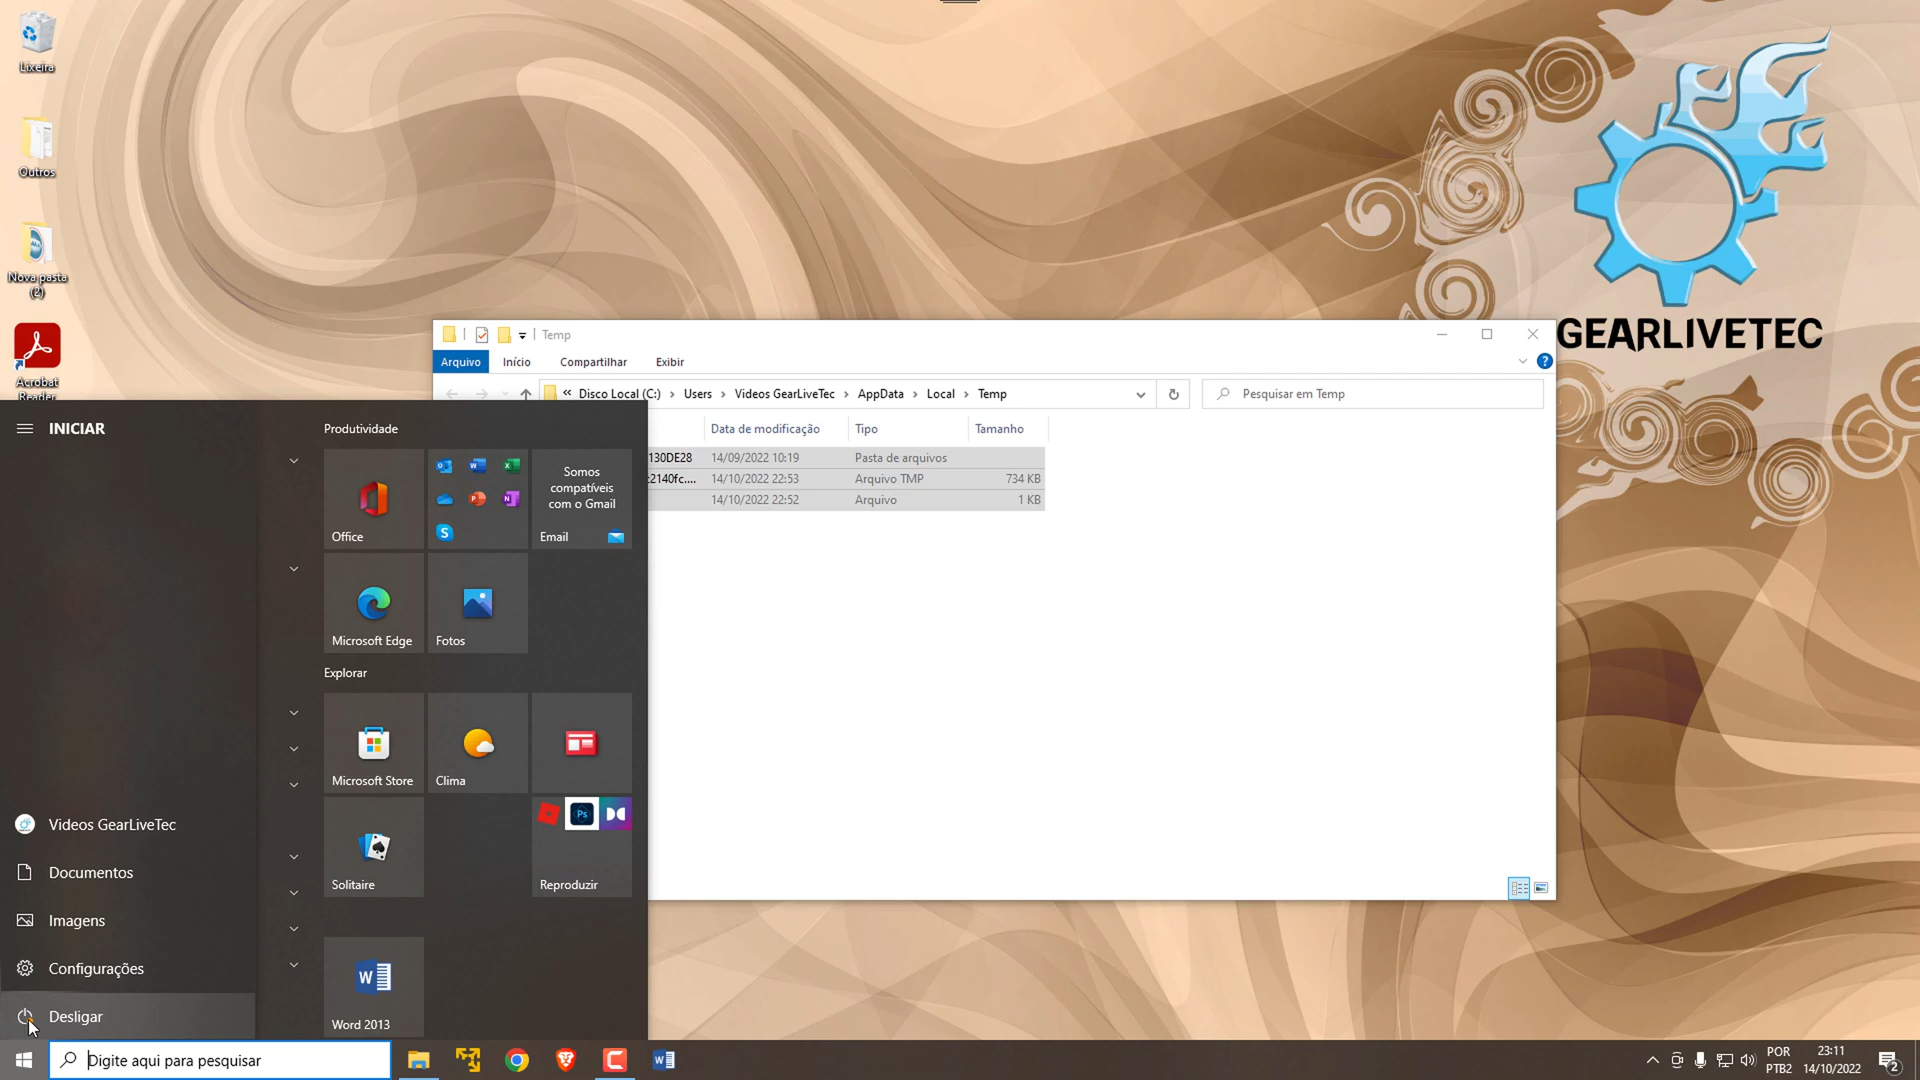 Lixeira
Outros
Nova pasta
(2)
Acrobat
Reader
GEARLIVETEC
Temp
Arquivo
Início
Compartilhar
Exibir
« Disco Local (C:) › Users › Videos GearLiveTec › AppData › Local › Temp
Pesquisar em Temp
Data de modificação
Tipo
Tamanho
130DE28
14/09/2022 10:19
Pasta de arquivos
:2140fc....
14/10/2022 22:53
Arquivo TMP
734 KB
14/10/2022 22:52
Arquivo
1 KB
INICIAR
Produtividade
Office
Somos
compatíveis
com o Gmail
Email
Microsoft Edge
Fotos
Explorar
Microsoft Store
Clima
Solitaire
Ps
Reproduzir
Word 2013
Videos GearLiveTec
Documentos
Imagens
Configurações
Desligar
Digite aqui para pesquisar
POR
PTB2
23:11
14/10/2022
2